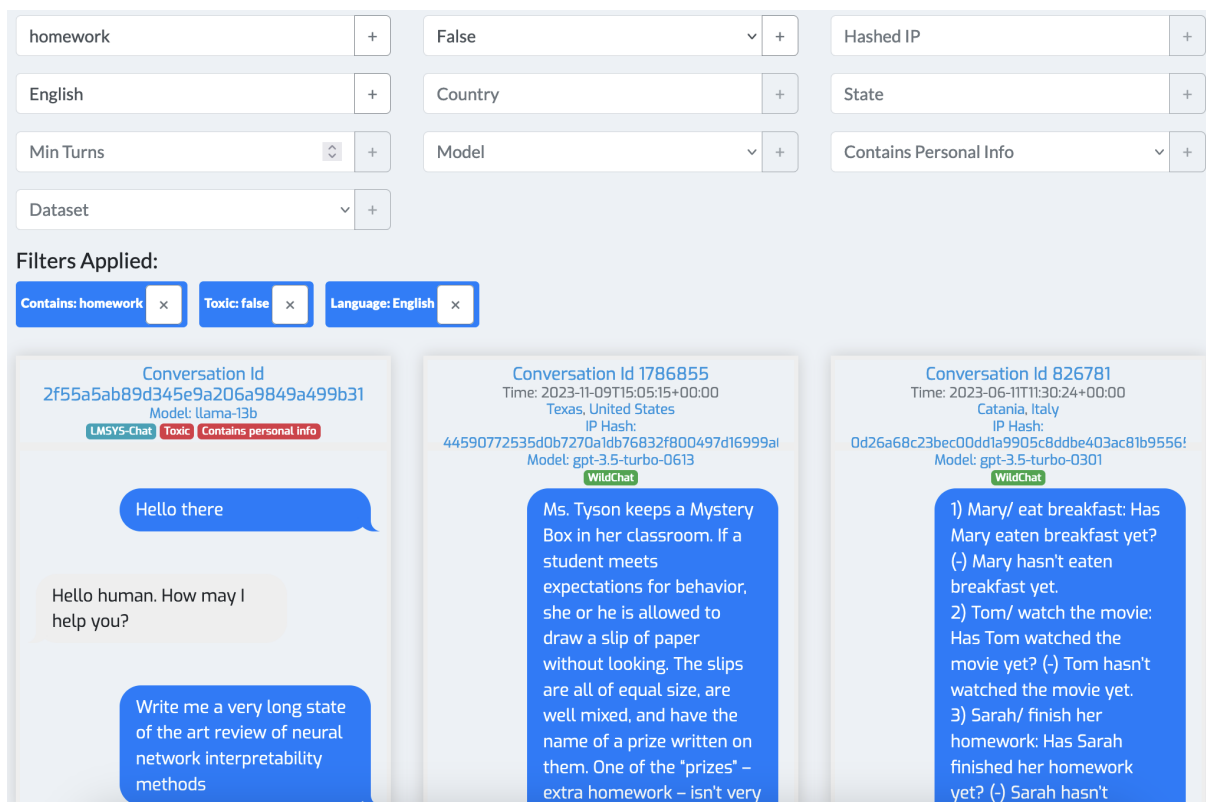 homework +
False +
Hashed IP +
English +
Country +
State +
Min Turns +
Model +
Contains Personal Info +
Dataset +
Filters Applied:
Contains: homework ×
Toxic: false ×
Language: English ×
Conversation Id
2f55a5ab89d345e9a206a9849a499b31
Model: llama-13b
LMSYS-Chat Toxic Contains personal info
Hello there
Hello human. How may I
help you?
Write me a very long state
of the art review of neural
network interpretability
methods
Conversation Id 1786855
Time: 2023-11-09T15:05:15+00:00
Texas, United States
IP Hash:
44590772535d0b7270a1db76832f800497d16999a
Model: gpt-3.5-turbo-0613
WildChat
Ms. Tyson keeps a Mystery
Box in her classroom. If a
student meets
expectations for behavior,
she or he is allowed to
draw a slip of paper
without looking. The slips
are all of equal size, are
well mixed, and have the
name of a prize written on
them. One of the “prizes” –
extra homework – isn’t very
Conversation Id 826781
Time: 2023-06-11T11:30:24+00:00
Catania, Italy
IP Hash:
0d26a68c23bec00dd1a9905c8ddbe403ac81b9556
Model: gpt-3.5-turbo-0301
WildChat
1) Mary/ eat breakfast: Has
Mary eaten breakfast yet?
(-) Mary hasn't eaten
breakfast yet.
2) Tom/ watch the movie:
Has Tom watched the
movie yet? (-) Tom hasn't
watched the movie yet.
3) Sarah/ finish her
homework: Has Sarah
finished her homework
yet? (-) Sarah hasn't